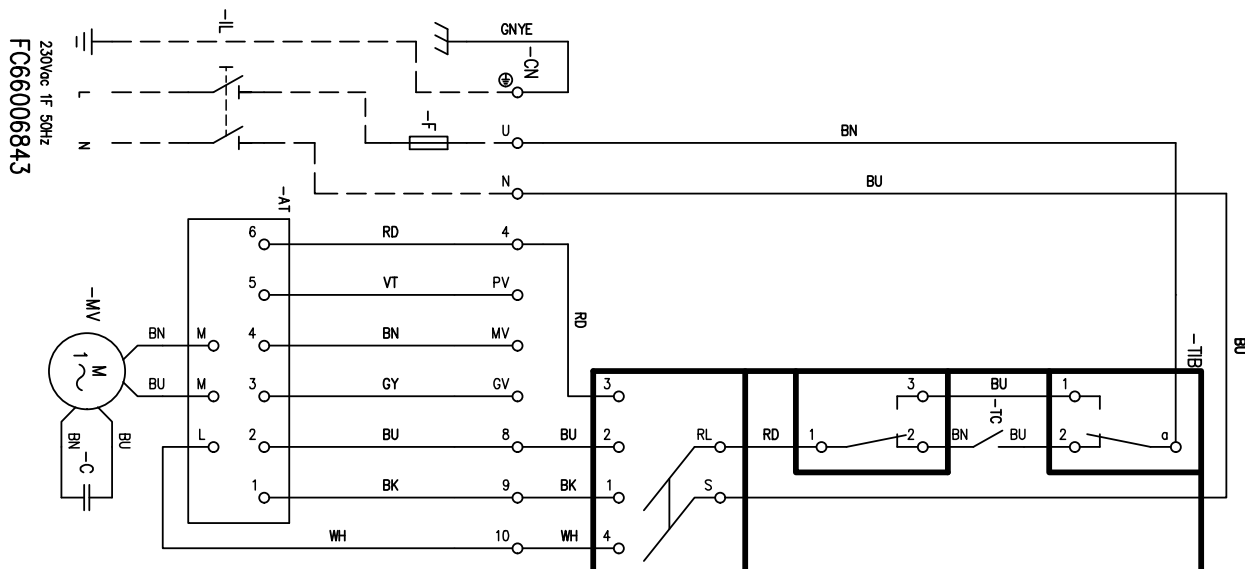 -IL
GNYE
-CN
230Vac 1F 50Hz
FC66006843
L
-F
U
BN
N
N
BU
-AT
6
RD
4
5
VT
PV
RD
-MV
BN
M
4
BN
MV
BU
-TIB
M
1
BU
M
3
GY
GV
3
3
BU
1
-TC
L
2
BU
8
BU
2
RL
RD
1
2
BN
BU
2
a
BN
-C
BU
1
BK
9
BK
1
S
WH
10
WH
4